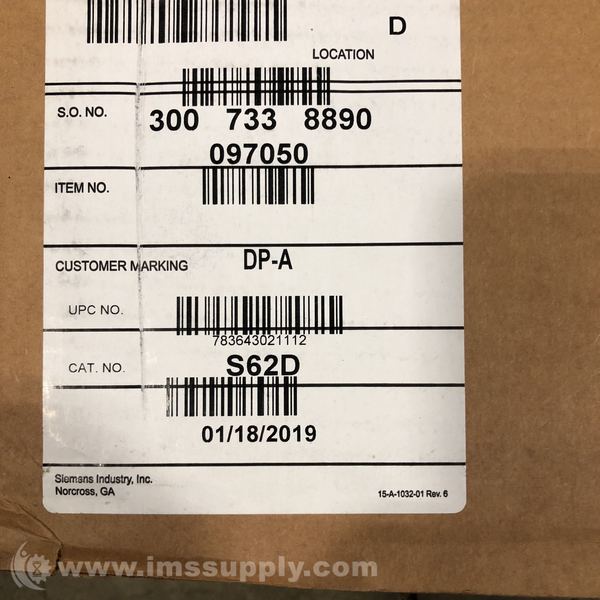 D
LOCATION
S.O. NO. 300 733 8890
097050
ITEM NO.
CUSTOMER MARKING DP-A
UPC NO.
783643021112
CAT. NO. S62D
01/18/2019
Siemens Industry, Inc.
Norcross, GA
15-A-1032-01 Rev. 6
www.imssupply.com